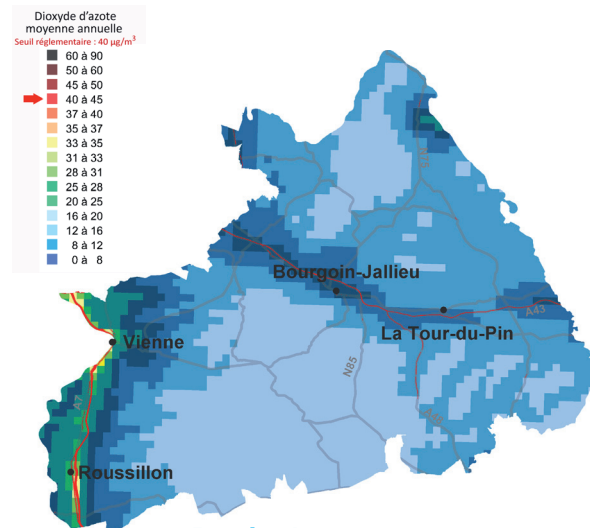 Dioxyde d'azote
moyenne annuelle
Seuil réglementaire : 40 µg/m³
60 à 90
50 à 60
45 à 50
40 à 45
37 à 40
35 à 37
33 à 35
31 à 33
28 à 31
25 à 28
20 à 25
16 à 20
12 à 16
8 à 12
0 à 8
N75
Bourgoin-Jallieu
A43
La Tour-du-Pin
Vienne
N85
A7
Roussillon